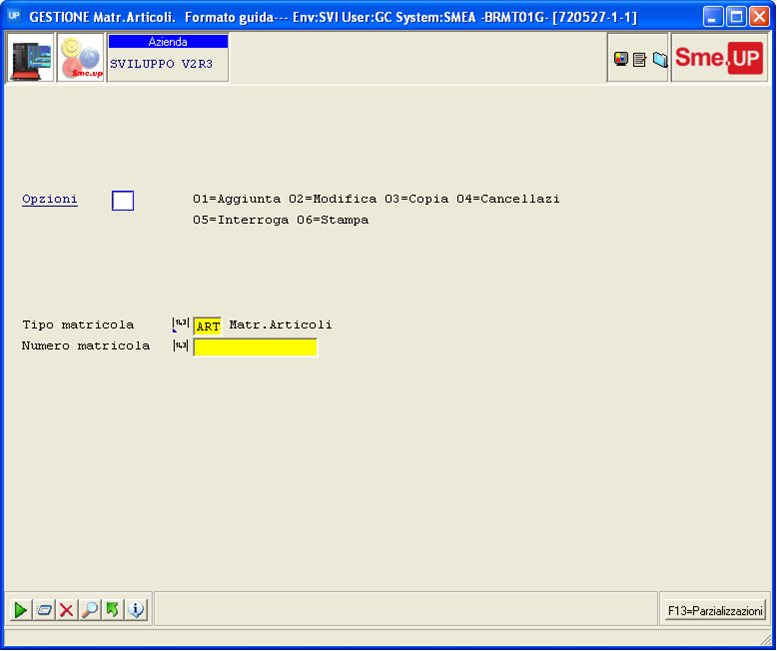 UP GESTIONE Matr.Articoli. Formato guida--- Env:SVI User:GC System:SMEA -BRMT01G- [720527-1-1]
Sme.up
Azienda
SVILUPPO V2R3
Sme.UP
Opzioni
01=Aggiunta 02=Modifica 03=Copia 04=Cancellazi
05=Interroga 06=Stampa
Tipo matricola ART Matr.Articoli
Numero matricola
F13=Parzializzazioni